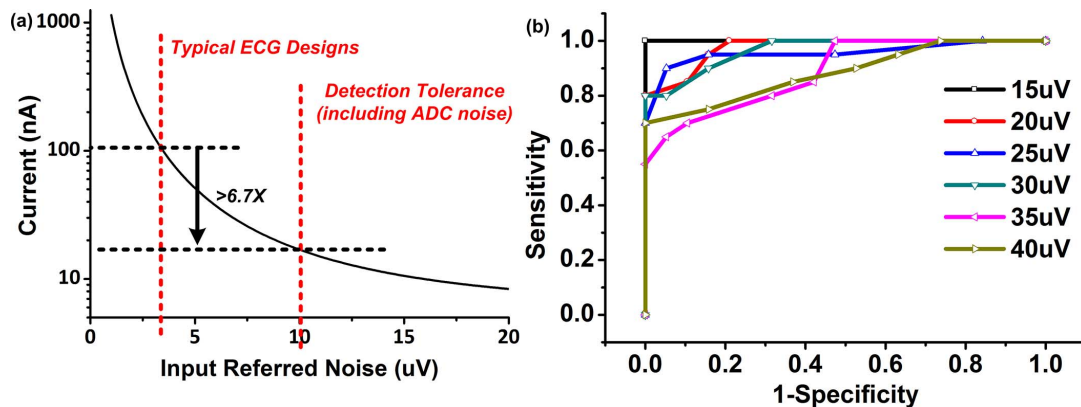 (a)
1000
100
10
Current (nA)
Typical ECG Designs
Detection Tolerance
(including ADC noise)
>6.7X
0
5
10
15
20
Input Referred Noise (uV)
(b)
1.0
0.8
0.6
0.4
0.2
0.0
Sensitivity
15uV
20uV
25uV
30uV
35uV
40uV
0.0
0.2
0.4
0.6
0.8
1.0
1-Specificity